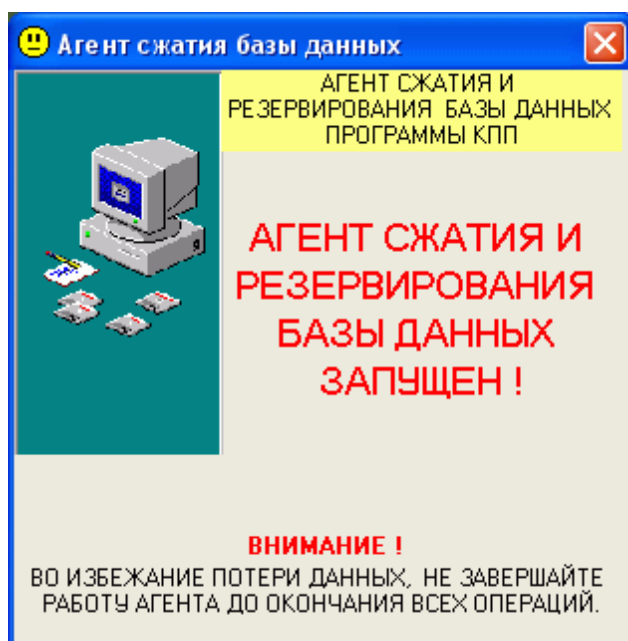 Агент сжатия базы данных
АГЕНТ СЖАТИЯ И
РЕЗЕРВИРОВАНИЯ БАЗЫ ДАННЫХ
ПРОГРАММЫ КПП
АГЕНТ СЖАТИЯ И
РЕЗЕРВИРОВАНИЯ
БАЗЫ ДАННЫХ
ЗАПУЩЕН !
ВНИМАНИЕ !
ВО ИЗБЕЖАНИЕ ПОТЕРИ ДАННЫХ, НЕ ЗАВЕРШАЙТЕ
РАБОТУ АГЕНТА ДО ОКОНЧАНИЯ ВСЕХ ОПЕРАЦИЙ.